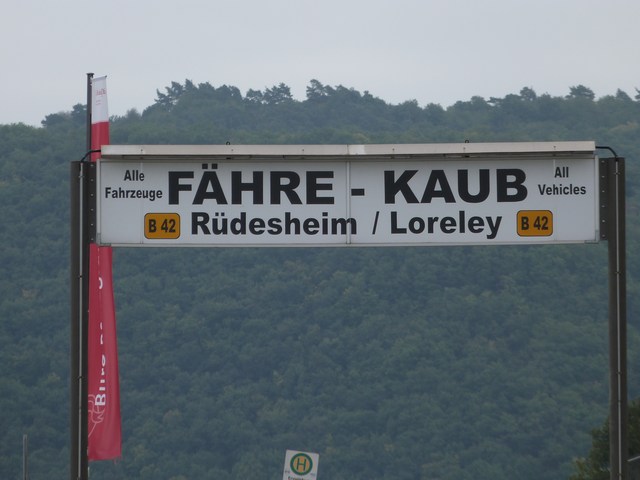 Alle
Fahrzeuge
FÄHRE - KAUB
All
Vehicles
B 42
Rüdesheim / Loreley
B 42
H